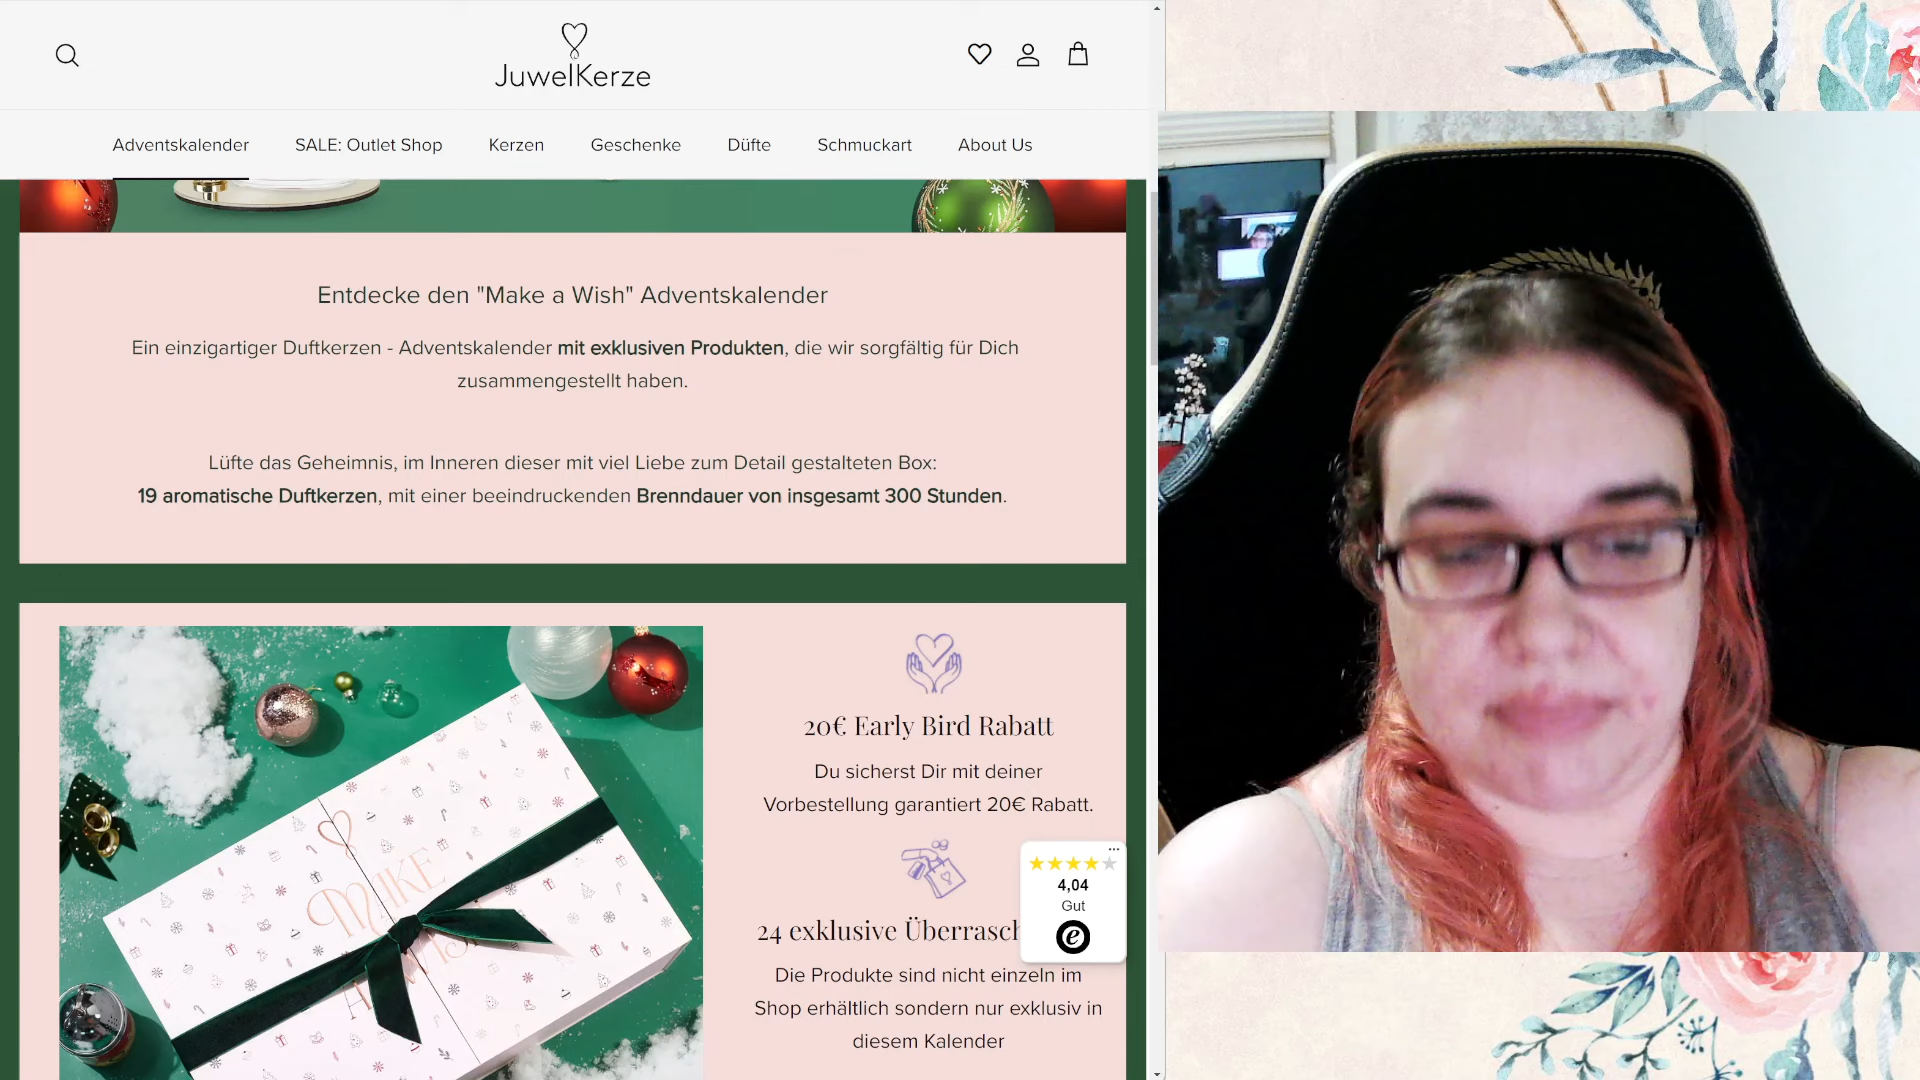 JuwelKerze
Adventskalender SALE: Outlet Shop Kerzen Geschenke Düfte Schmuckart About Us
Entdecke den "Make a Wish" Adventskalender
Ein einzigartiger Duftkerzen - Adventskalender mit exklusiven Produkten, die wir sorgfältig für Dich
zusammengestellt haben.
Lüfte das Geheimnis, im Inneren dieser mit viel Liebe zum Detail gestalteten Box:
19 aromatische Duftkerzen, mit einer beeindruckenden Brenndauer von insgesamt 300 Stunden.
20€ Early Bird Rabatt
Du sicherst Dir mit deiner
Vorbestellung garantiert 20€ Rabatt.
24 exklusive
Die Produkte sind nicht einzeln im
Shop erhältlich sondern nur exklusiv in
diesem Kalender
4,04
Gut
e
MAKE